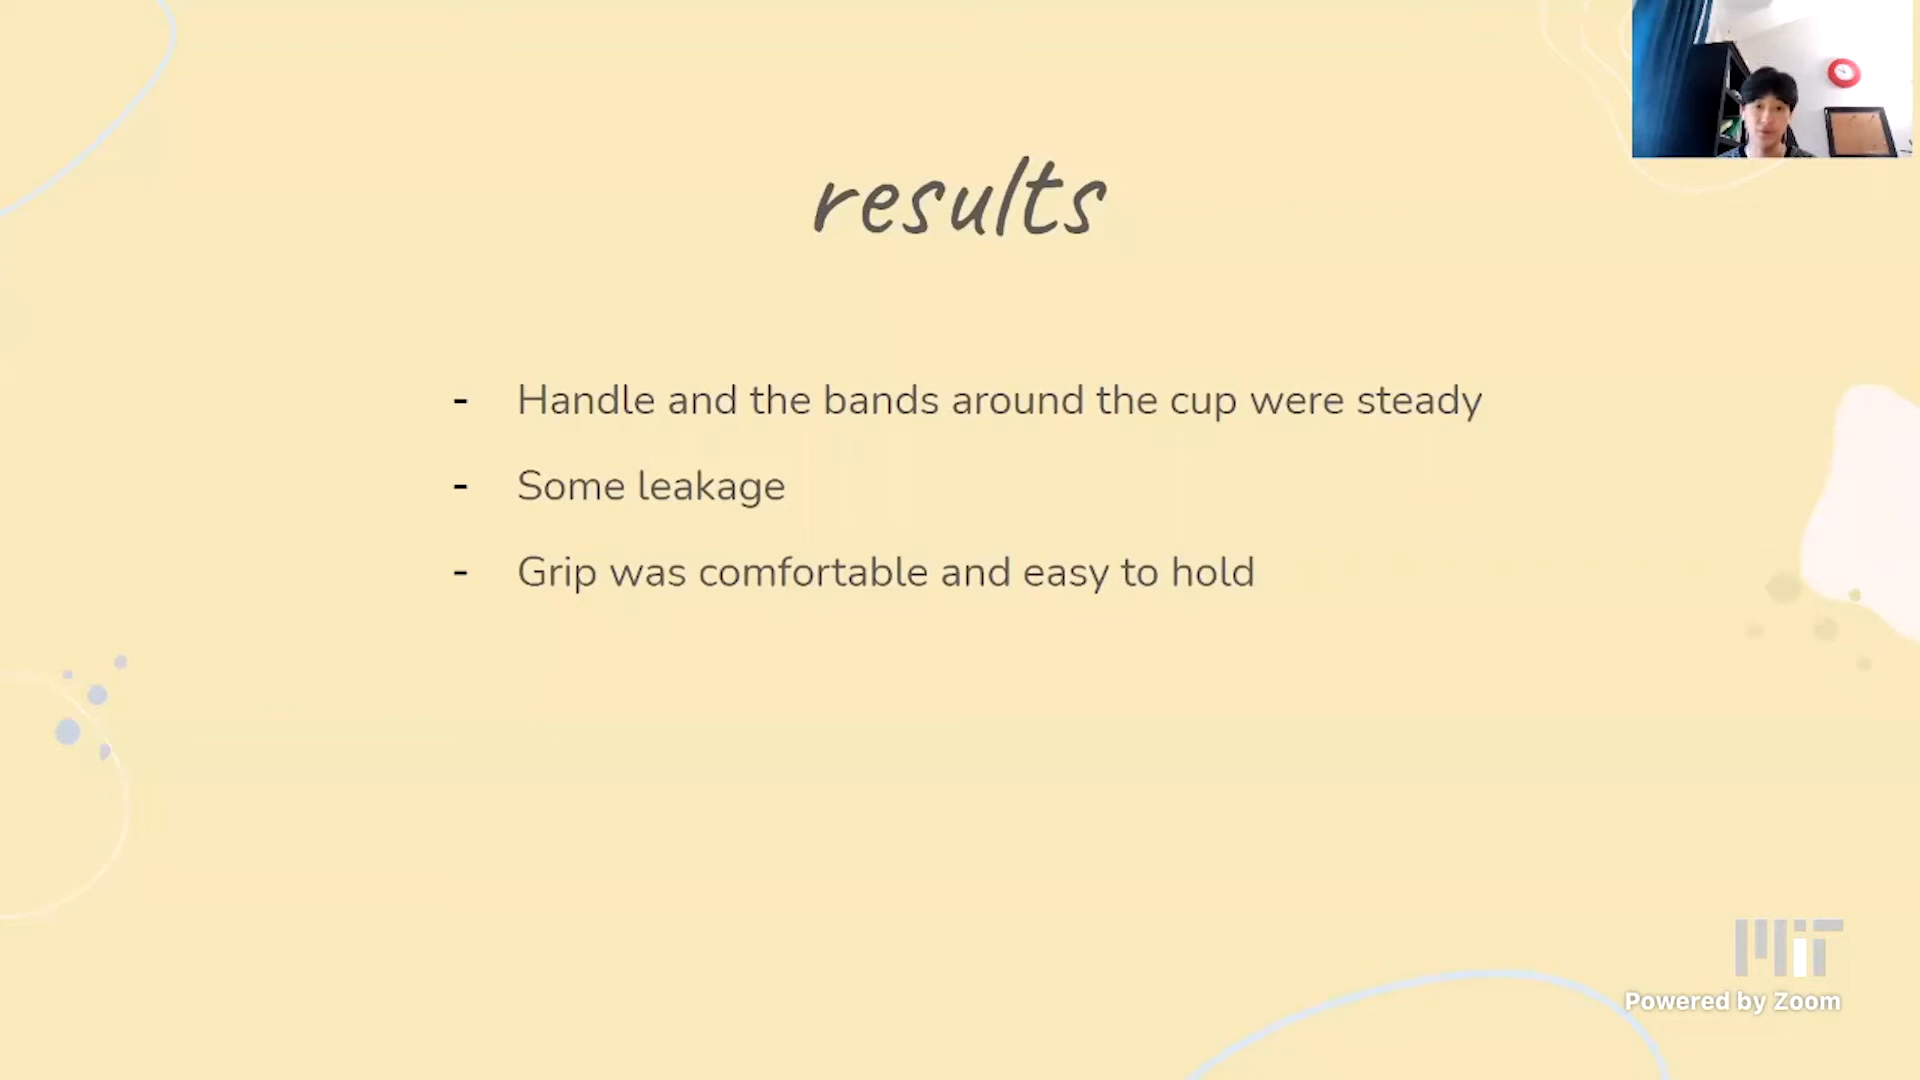 results
- Handle and the bands around the cup were steady
- Some leakage
- Grip was comfortable and easy to hold
MIT
Powered by Zoom